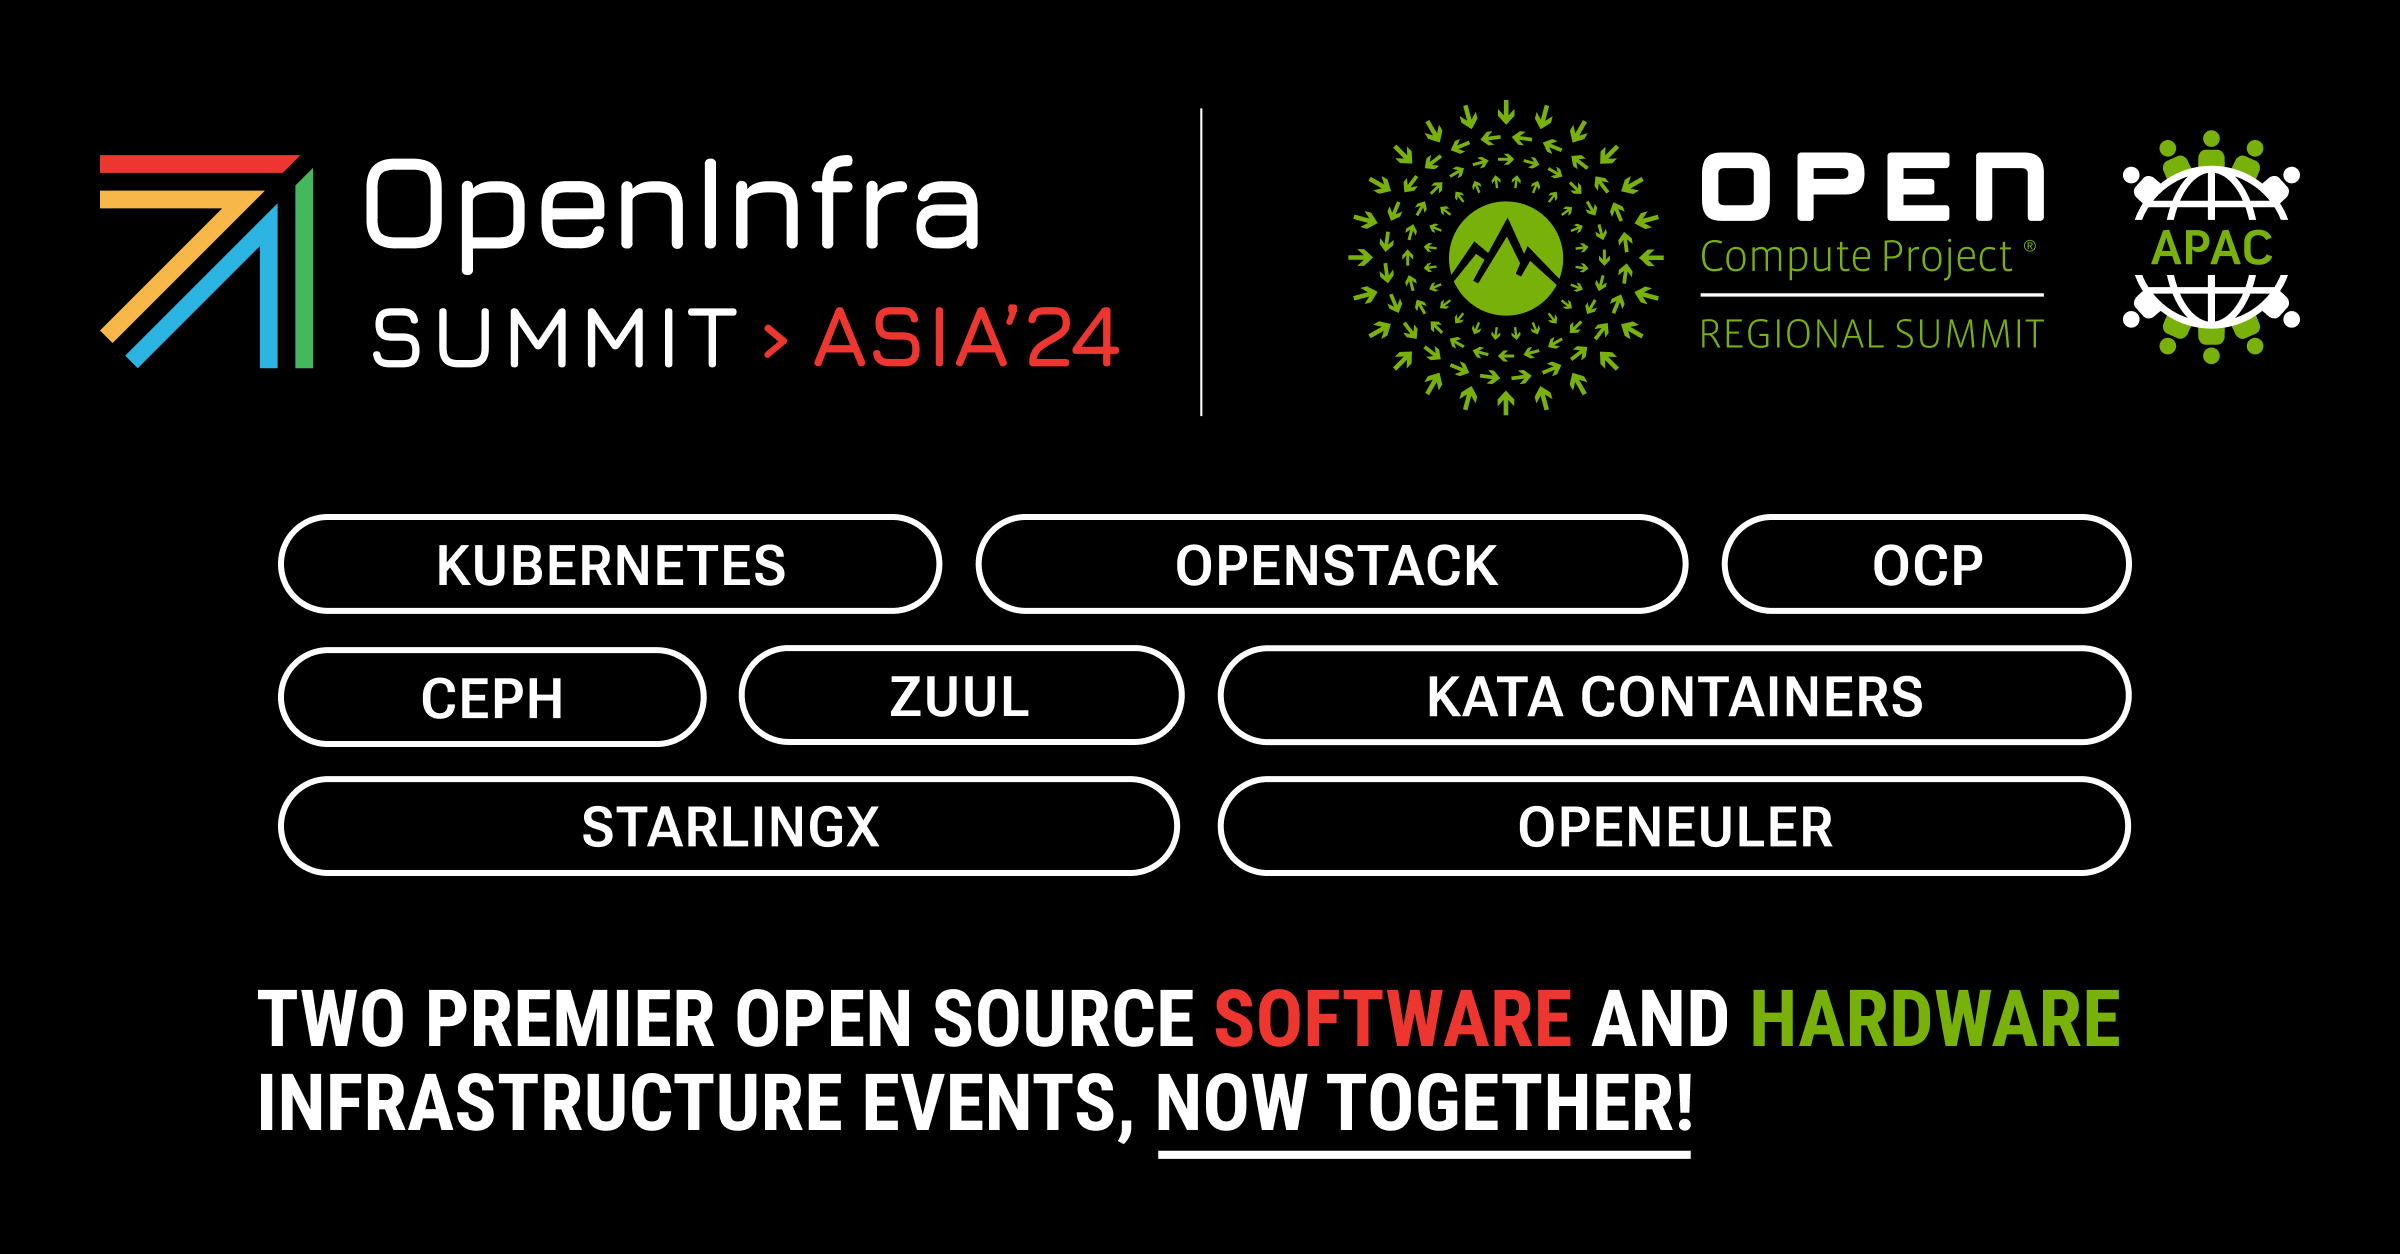 OpenInfra
SUMMIT > ASIA'24
OPEN
Compute Project ®
REGIONAL SUMMIT
APAC
KUBERNETES
OPENSTACK
OCP
CEPH
ZUUL
KATA CONTAINERS
STARLINGX
OPENEULER
TWO PREMIER OPEN SOURCE SOFTWARE AND HARDWARE
INFRASTRUCTURE EVENTS, NOW TOGETHER!